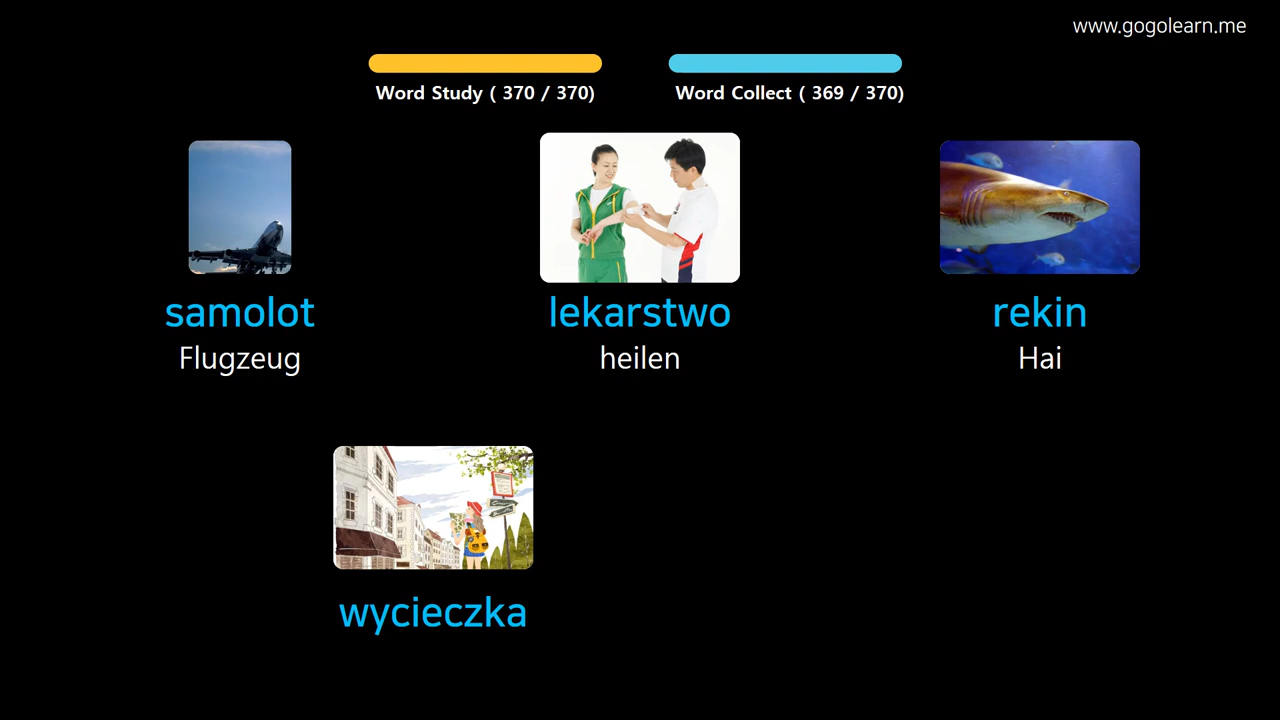 www.gogolearn.me
Word Study ( 370 / 370)
Word Collect ( 369 / 370)
samolot
lekarstwo
rekin
Flugzeug
heilen
Hai
wycieczka